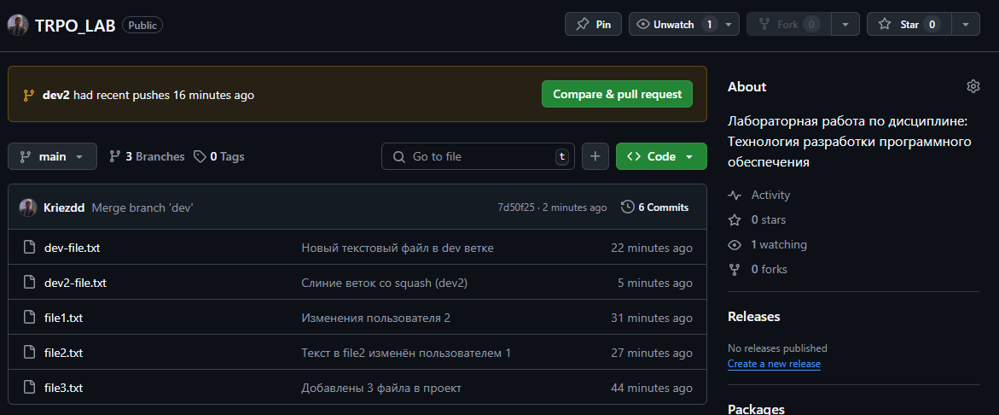 TRPO_LAB Public
Pin
Unwatch 1
Fork 0
Star 0
dev2 had recent pushes 16 minutes ago
Compare & pull request
main
3 Branches
0 Tags
Go to file t
Code
Kriezdd Merge branch 'dev' 7d50f25 · 2 minutes ago 6 Commits
dev-file.txt Новый текстовый файл в dev ветке 22 minutes ago
dev2-file.txt Слиние веток со squash (dev2) 5 minutes ago
file1.txt Изменения пользователя 2 31 minutes ago
file2.txt Текст в file2 изменён пользователем 1 27 minutes ago
file3.txt Добавлены 3 файла в проект 44 minutes ago
About
Лабораторная работа по дисциплине:
Технология разработки программного
обеспечения
Activity
0 stars
1 watching
0 forks
Releases
No releases published
Create a new release
Packages